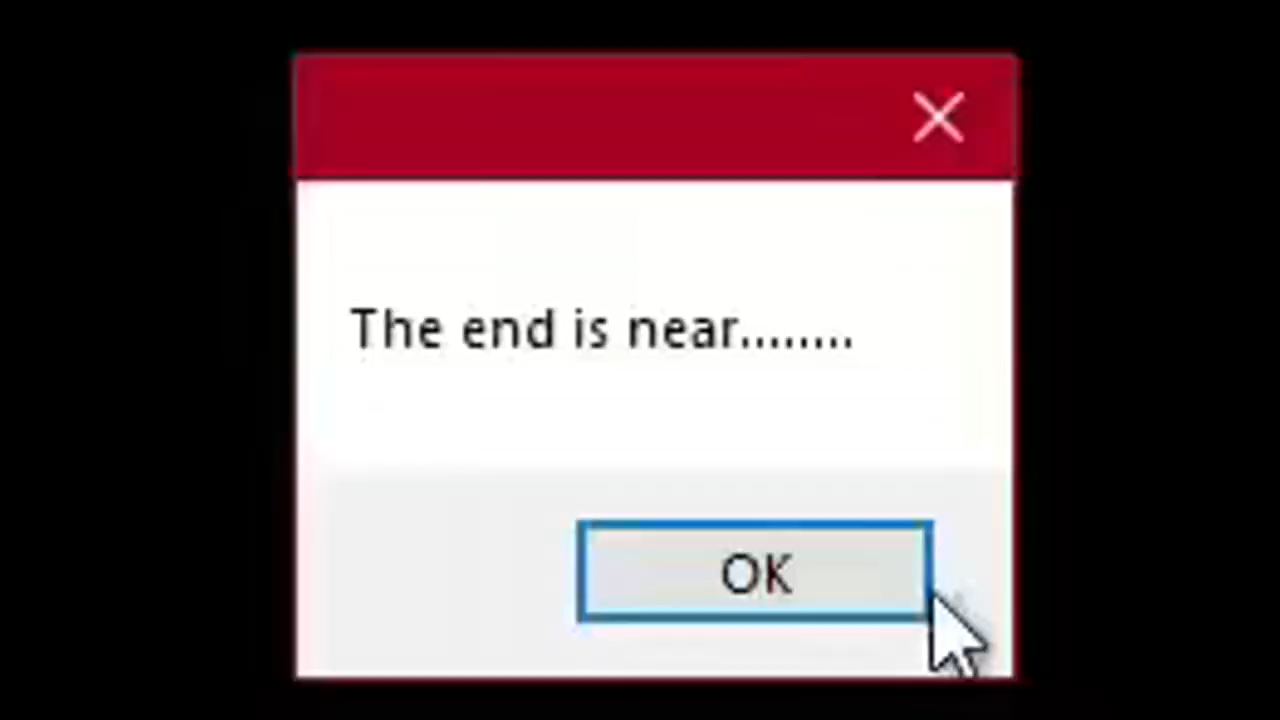 The end is near........
OK